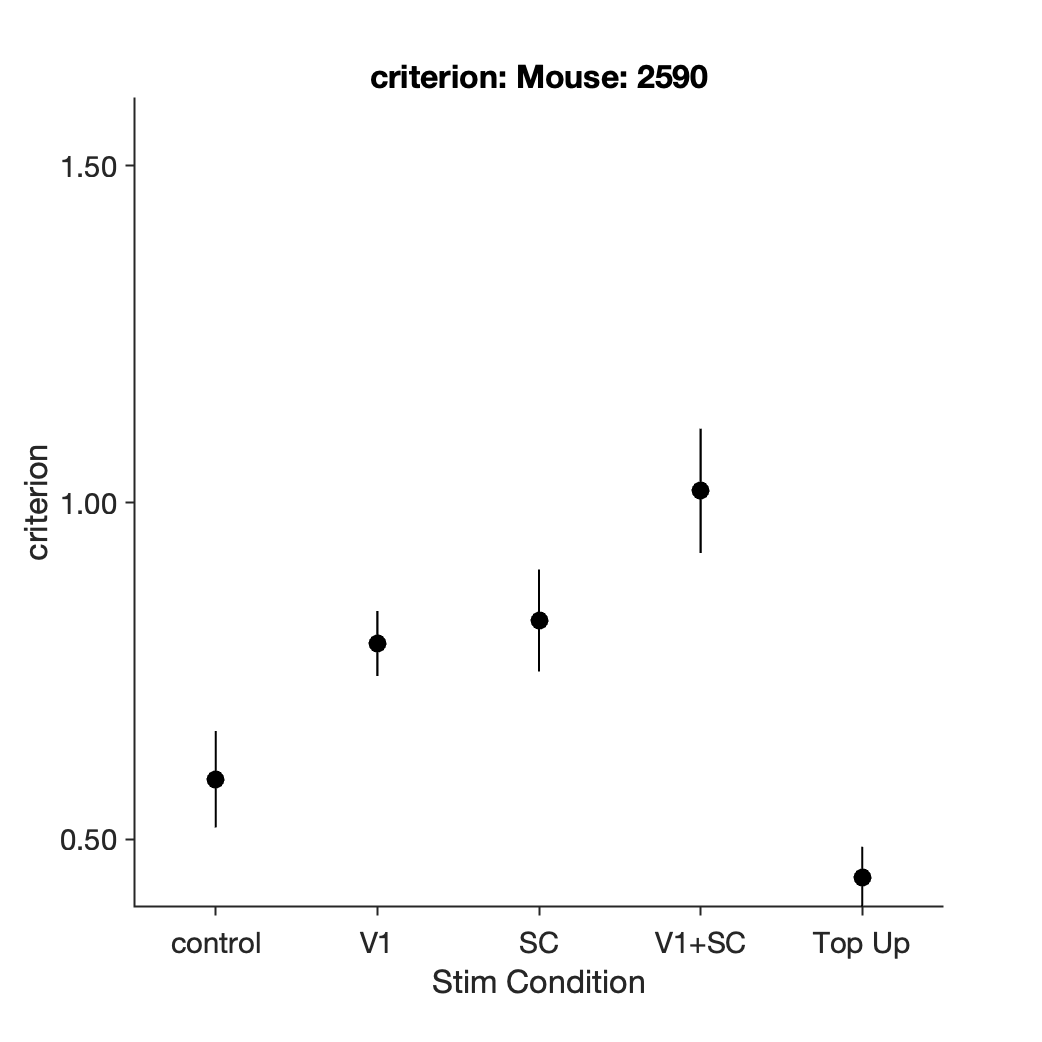 criterion: Mouse: 2590
1.50
1.00
0.50
criterion
control
V1
SC
V1+SC
Top Up
Stim Condition